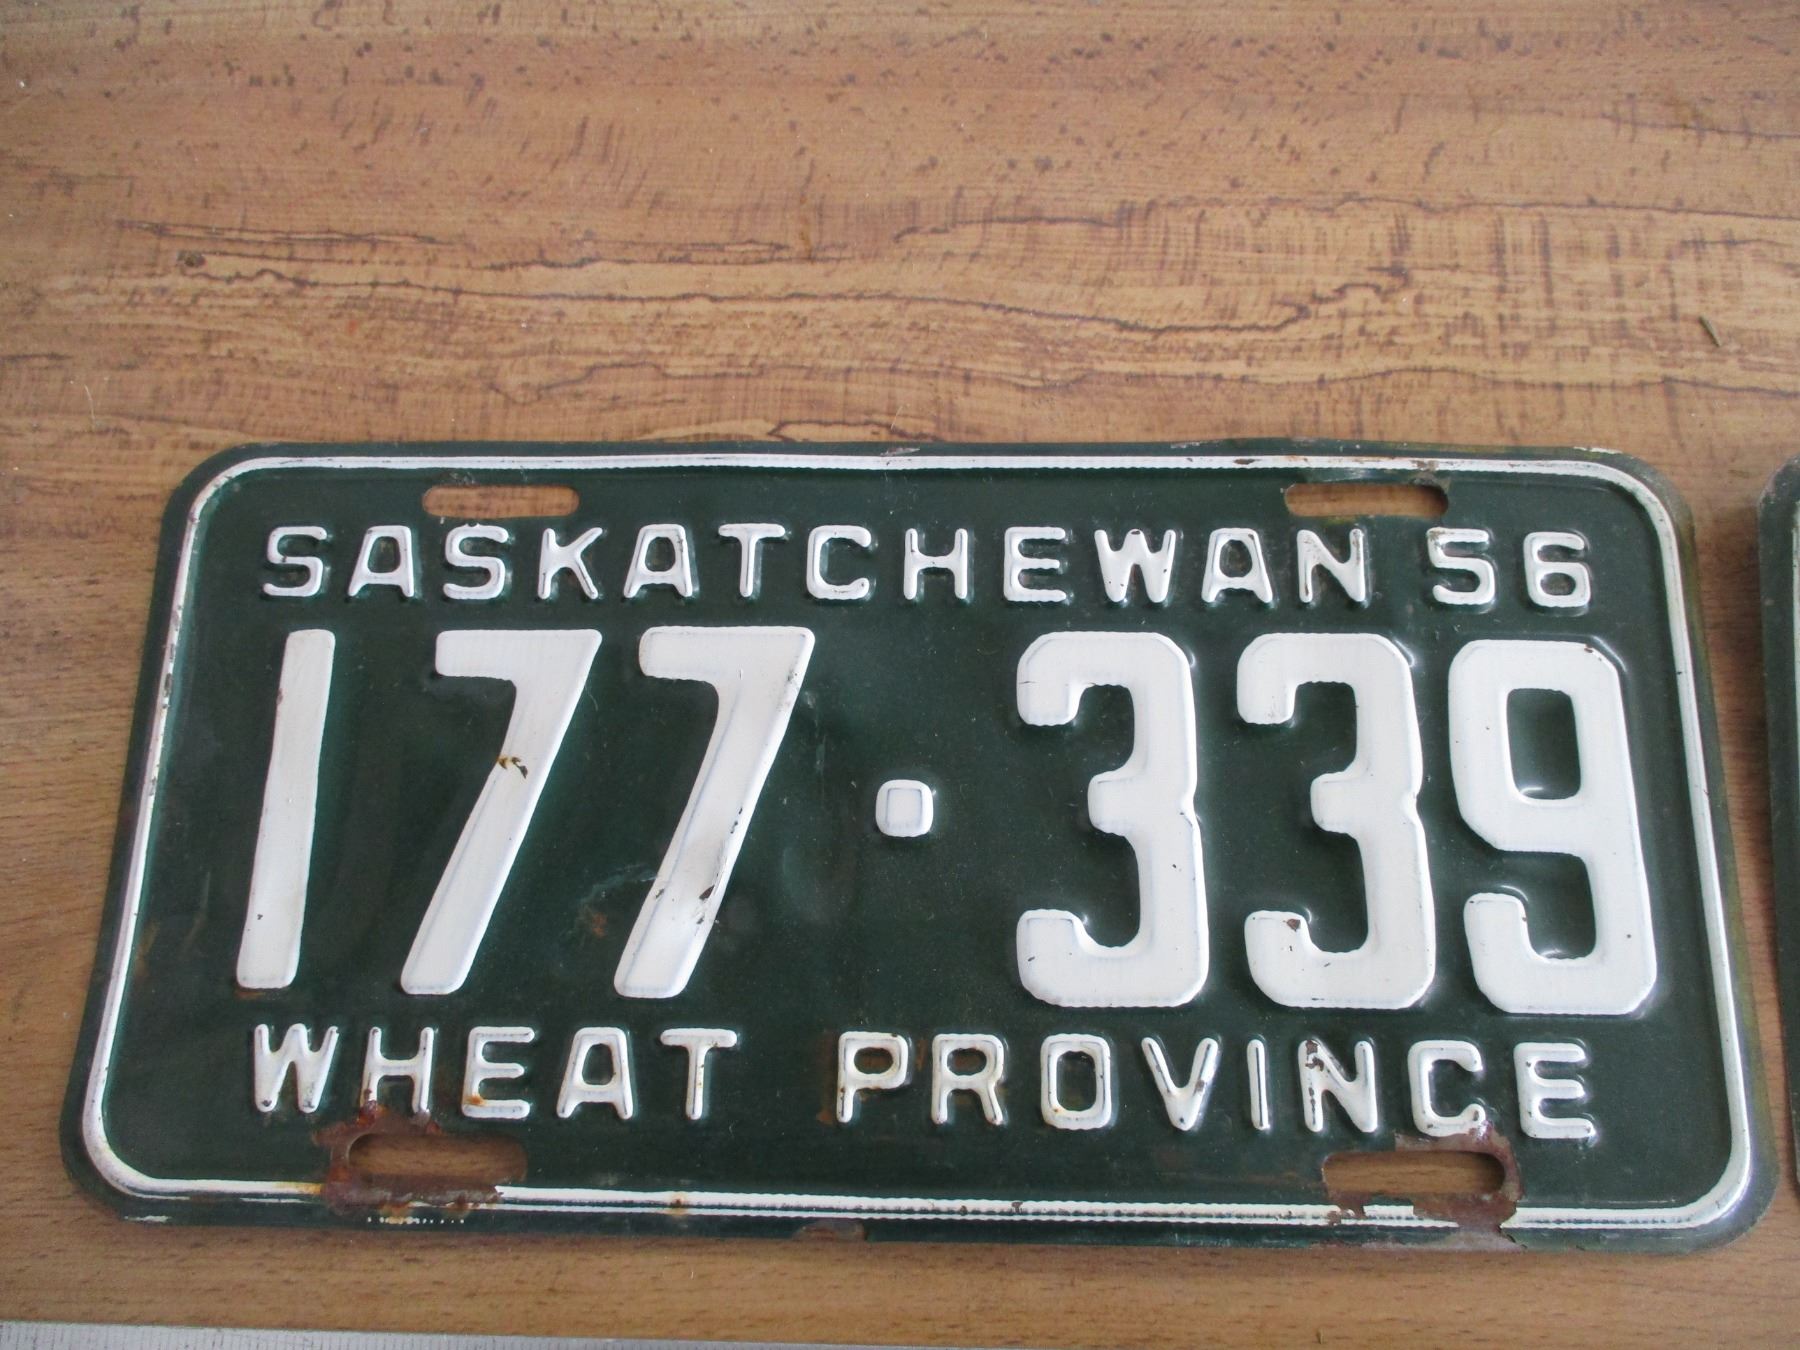 SASKATCHEWAN 56
177·339
WHEAT PROVINCE